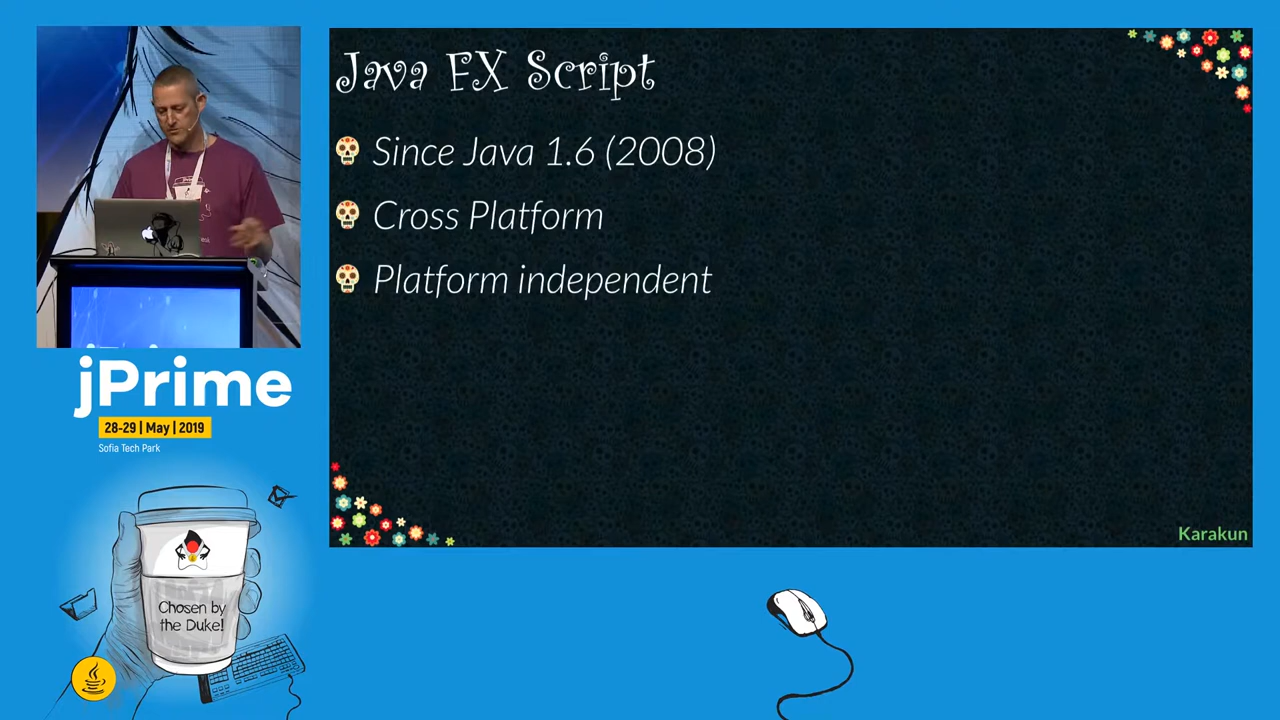 Java FX Script
Since Java 1.6 (2008)
Cross Platform
Platform independent
Karakun
jPrime
28-29 | May | 2019
Sofia Tech Park
Chosen by
the Duke!